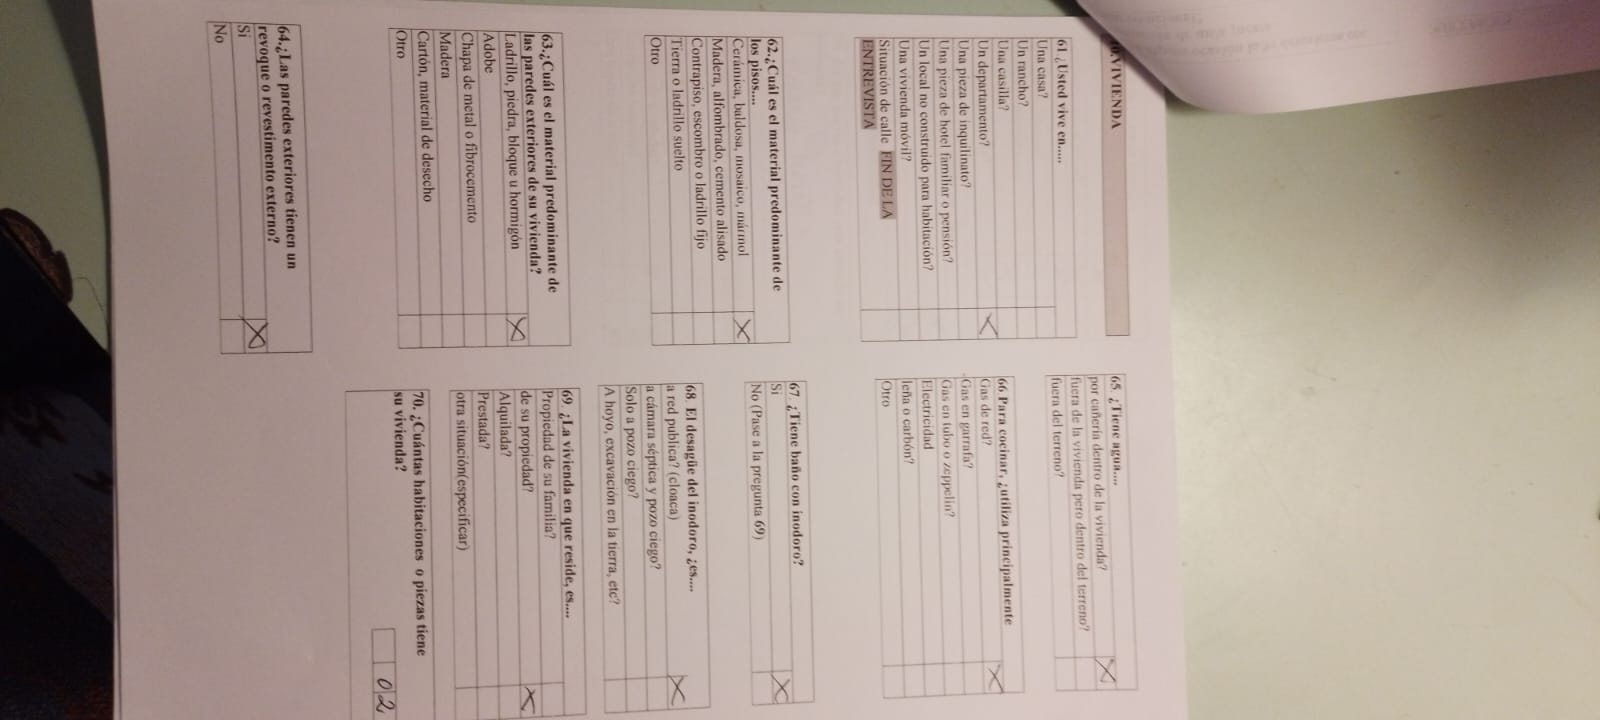 10.VIVIENDA
61.¿Usted vive en.....
Una casa?
Un rancho?
Una casilla?
Un departamento? X
Una pieza de inquilinato?
Una pieza de hotel familiar o pensión?
Un local no construido para habitación?
Una vivienda móvil?
Situación de calle FIN DE LA
ENTREVISTA
62.¿Cuál es el material predominante de
los pisos....
Cerámica, baldosa, mosaico, mármol X
Madera, alfombrado, cemento alisado
Contrapiso, escombro o ladrillo fijo
Tierra o ladrillo suelto
Otro
63.¿Cuál es el material predominante de
las paredes exteriores de su vivienda?
Ladrillo, piedra, bloque u hormigón X
Adobe
Chapa de metal o fibrocemento
Madera
Cartón, material de desecho
Otro
64.¿Las paredes exteriores tienen un
revoque o revestimento externo?
Si X
No
65. ¿Tiene agua....
por cañería dentro de la vivienda? X
fuera de la vivienda pero dentro del terreno?
fuera del terreno?
66 Para cocinar, ¿utiliza principalmente
Gas de red? X
Gas en garrafa?
Gas en tubo o zeppelin?
Electricidad
leña o carbón?
Otro
67. ¿Tiene baño con inodoro?
Si X
No (Pase a la pregunta 69)
68. El desagüe del inodoro, ¿es....
a red publica? (cloaca) X
a cámara séptica y pozo ciego?
Solo a pozo ciego?
A hoyo, excavación en la tierra, etc?
69. ¿La vivienda en que reside, es....
Propiedad de su familia?
de su propiedad? X
Alquilada?
Prestada?
otra situación(especificar)
70. ¿Cuántas habitaciones o piezas tiene
su vivienda?
02